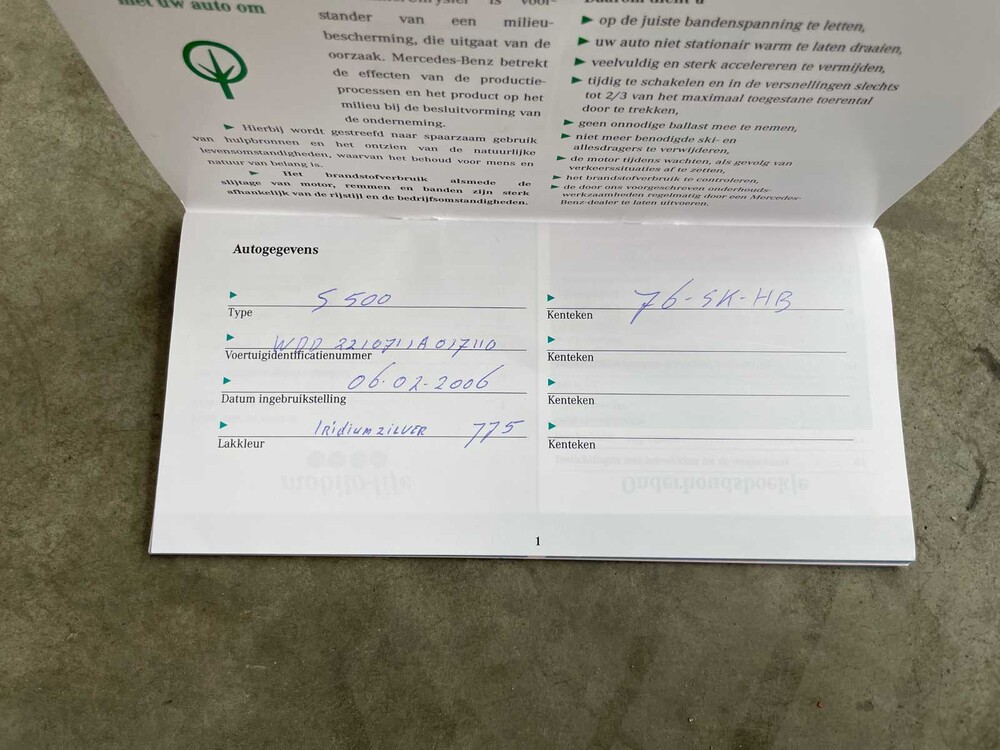 met uw auto om
stander van een milieu-
bescherming, die uitgaat van de
oorzaak. Mercedes-Benz betrekt
de effecten van de productie-
processen en het product op het
milieu bij de besluitvorming van
de onderneming.
► Hierbij wordt gestreefd naar spaarzaam gebruik
van hulpbronnen en het ontzien van de natuurlijke
levensomstandigheden, waarvan het behoud voor mens en
natuur van belang is.
► Het brandstofverbruik alsmede de
slijtage van motor, remmen en banden zijn sterk
afhankelijk van de rijstijl en de bedrijfsomstandigheden.
Daarom dient u
► op de juiste bandenspanning te letten,
► uw auto niet stationair warm te laten draaien,
► veelvuldig en sterk accelereren te vermijden,
► tijdig te schakelen en in de versnellingen slechts
tot 2/3 van het maximaal toegestane toerental
door te trekken,
► geen onnodige ballast mee te nemen,
► niet meer benodigde ski- en
allesdragers te verwijderen,
► de motor tijdens wachten, als gevolg van
verkeerssituaties af te zetten,
► het brandstofverbruik te controleren,
► de door ons voorgeschreven onderhouds-
werkzaamheden regelmatig door een Mercedes-
Benz-dealer te laten uitvoeren.
Autogegevens
► S 500
Type
► WDD 2210711A017110
Voertuigidentificatienummer
► 06-02-2006
Datum ingebruikstelling
► IRidiumZILVER 775
Lakkleur
► 76-SK-HB
Kenteken
►
Kenteken
►
Kenteken
►
Kenteken
1